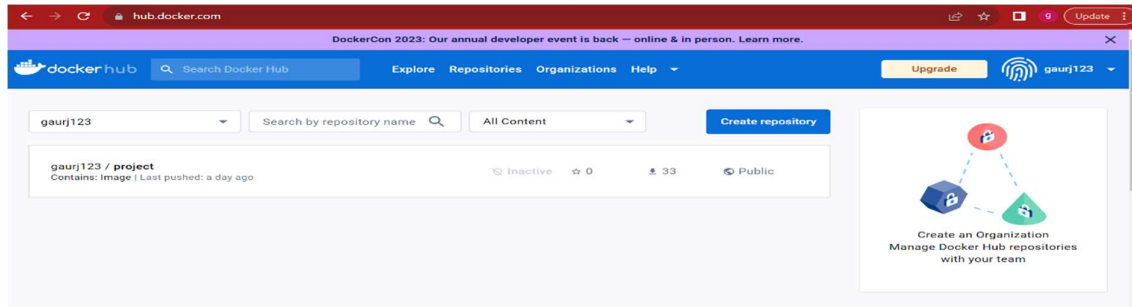 hub.docker.com
g
Update
DockerCon 2023: Our annual developer event is back — online & in person. Learn more.
dockerhub
Search Docker Hub
Explore Repositories Organizations Help
Upgrade
gaurj123
gaurj123
Search by repository name
All Content
Create repository
gaurj123 / project
Contains: Image | Last pushed: a day ago
Inactive
0
33
Public
Create an Organization
Manage Docker Hub repositories
with your team